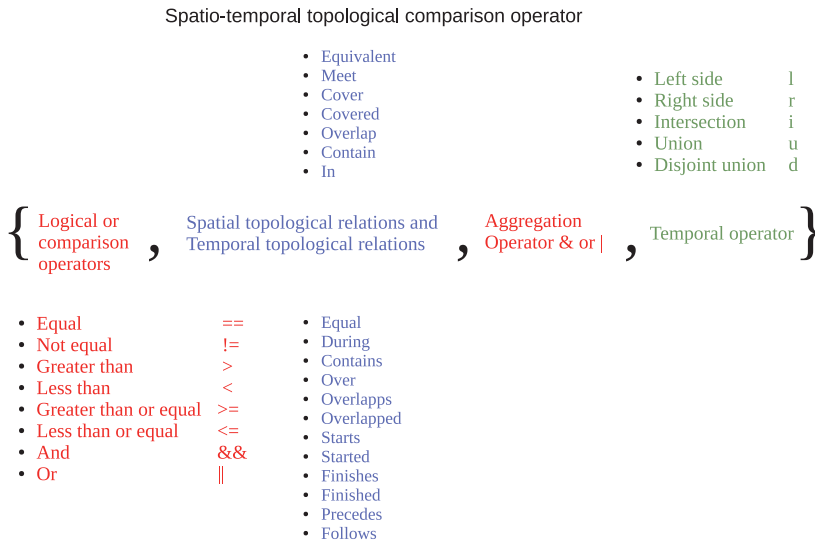 Spatio-temporal topological comparison operator
• Equivalent
• Meet
• Cover
• Covered
• Overlap
• Contain
• In
• Left side l
• Right side r
• Intersection i
• Union u
• Disjoint union d
{ Logical or
comparison
operators
,
Spatial topological relations and
Temporal topological relations
,
Aggregation
Operator & or |
,
Temporal operator }
• Equal ==
• Not equal !=
• Greater than >
• Less than <
• Greater than or equal >=
• Less than or equal <=
• And &&
• Or ||
• Equal
• During
• Contains
• Over
• Overlapps
• Overlapped
• Starts
• Started
• Finishes
• Finished
• Precedes
• Follows